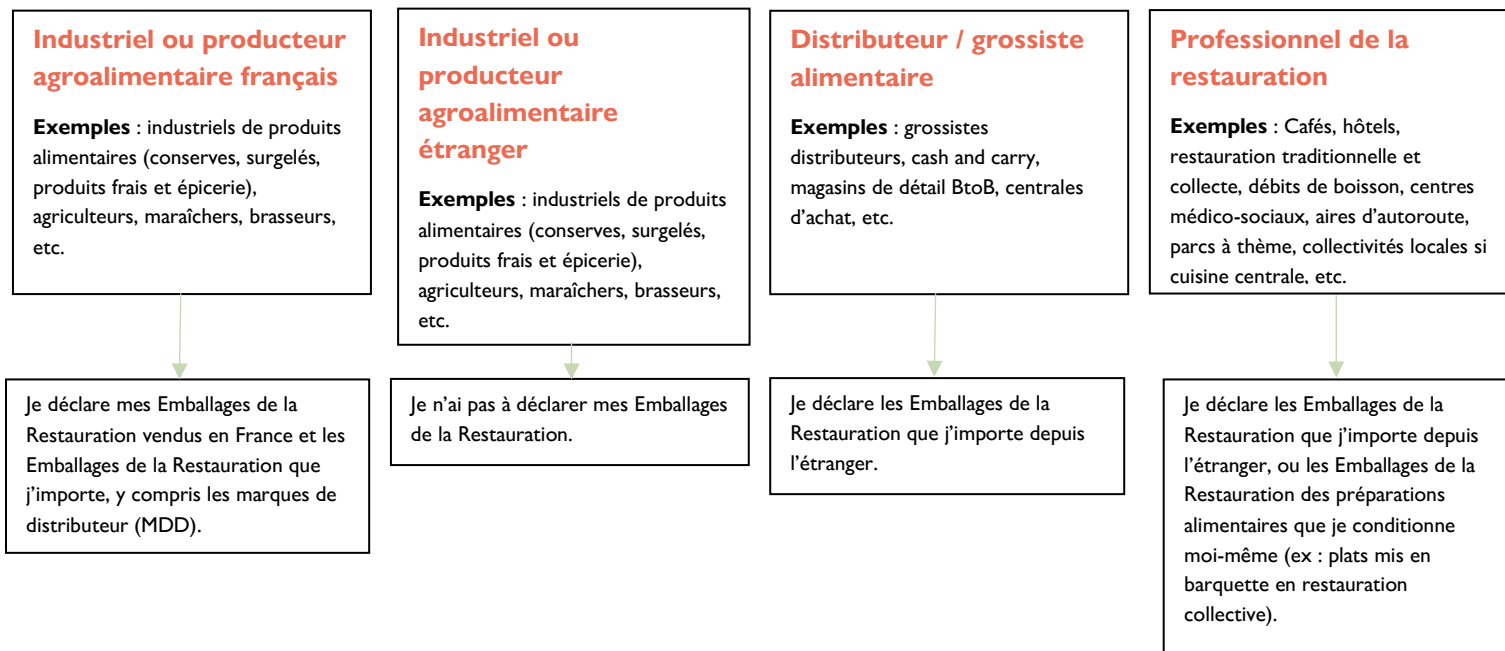 Industriel ou producteur
agroalimentaire français
Exemples : industriels de produits
alimentaires (conserves, surgelés,
produits frais et épicerie),
agriculteurs, maraîchers, brasseurs,
etc.
Je déclare mes Emballages de la
Restauration vendus en France et les
Emballages de la Restauration que
j'importe, y compris les marques de
distributeur (MDD).
Industriel ou
producteur
agroalimentaire
étranger
Exemples : industriels de produits
alimentaires (conserves, surgelés,
produits frais et épicerie),
agriculteurs, maraîchers, brasseurs,
etc.
Je n'ai pas à déclarer mes Emballages
de la Restauration.
Distributeur / grossiste
alimentaire
Exemples : grossistes
distributeurs, cash and carry,
magasins de détail BtoB, centrales
d'achat, etc.
Je déclare les Emballages de la
Restauration que j'importe depuis
l'étranger.
Professionnel de la
restauration
Exemples : Cafés, hôtels,
restauration traditionnelle et
collecte, débits de boisson, centres
médico-sociaux, aires d'autoroute,
parcs à thème, collectivités locales si
cuisine centrale, etc.
Je déclare les Emballages de la
Restauration que j'importe depuis
l'étranger, ou les Emballages de la
Restauration des préparations
alimentaires que je conditionne
moi-même (ex : plats mis en
barquette en restauration
collective).